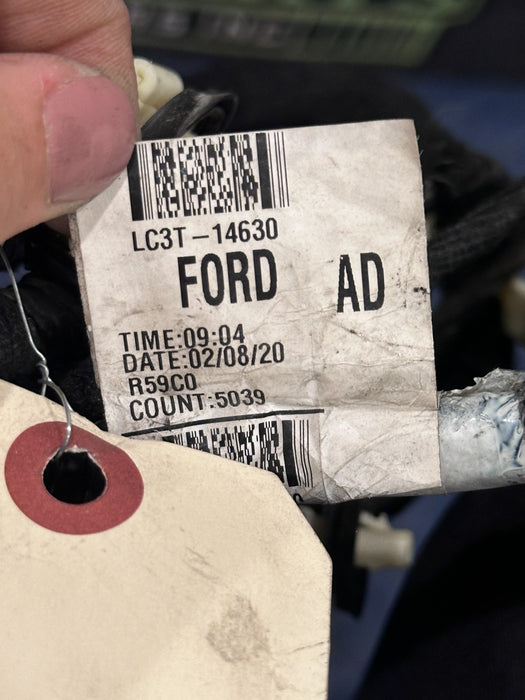 LC3T-14630
FORD AD
TIME:09:04
DATE:02/08/20
R59C0
COUNT:5039